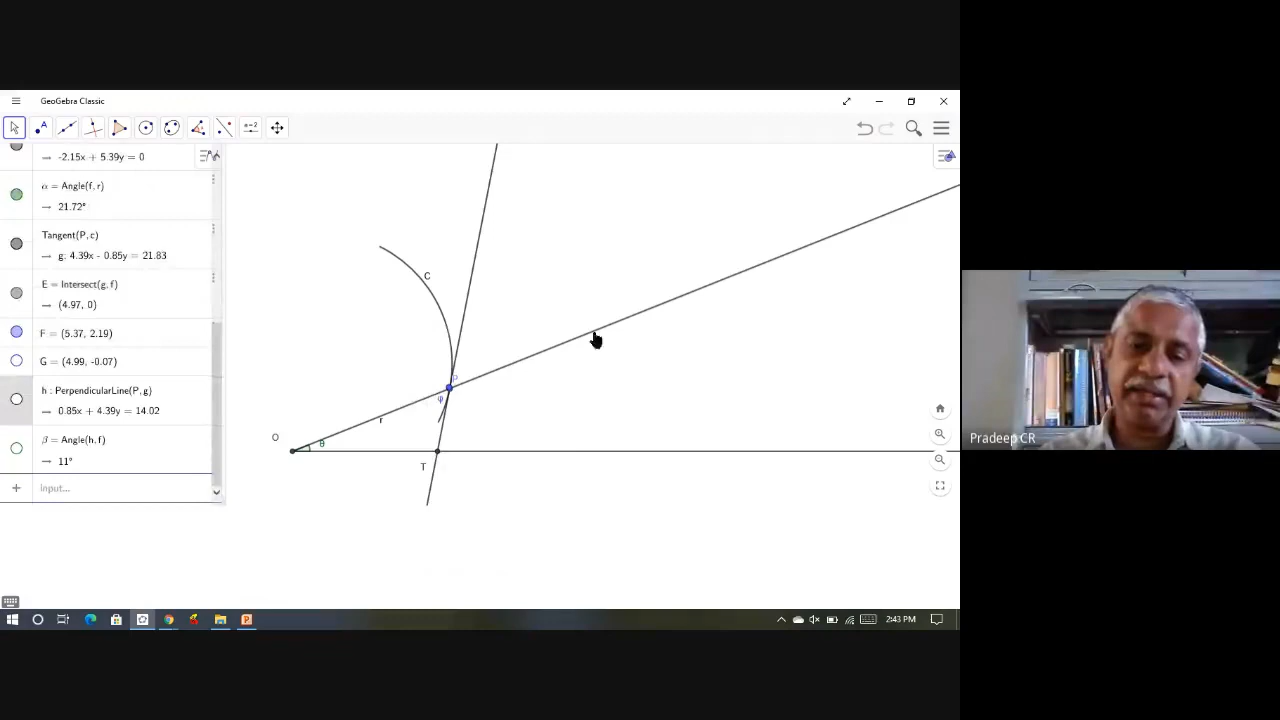 GeoGebra Classic
→ -2.15x + 5.39y = 0
α = Angle(f, r)
→ 21.72°
Tangent(P, c)
→ g: 4.39x - 0.85y = 21.83
E = Intersect(g, f)
→ (4.97, 0)
F = (5.37, 2.19)
G = (4.99, -0.07)
h : PerpendicularLine(P, g)
→ 0.85x + 4.39y = 14.02
β = Angle(h, f)
→ 11°
+ input...
C
P
φ
r
O
θ
T
Pradeep CR
2:43 PM